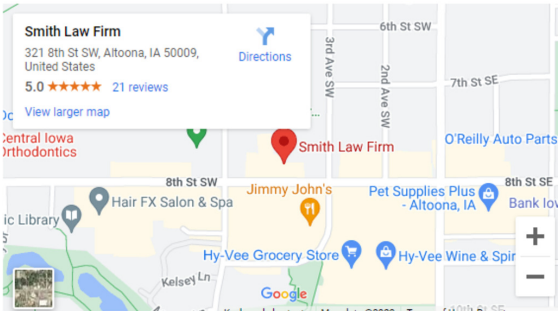 Smith Law Firm
321 8th St SW, Altoona, IA 50009,
United States
5.0
21 reviews
View larger map
Directions
6th St SW
3rd Ave SW
2nd Ave SW
7th St SE
Central Iowa
Orthodontics
Smith Law Firm
O'Reilly Auto Parts
8th St SW
8th St SE
Hair FX Salon & Spa
Jimmy John's
Pet Supplies Plus
- Altoona, IA
Library
Hy-Vee Grocery Store
Hy-Vee Wine &
Kelsey Ln
Google